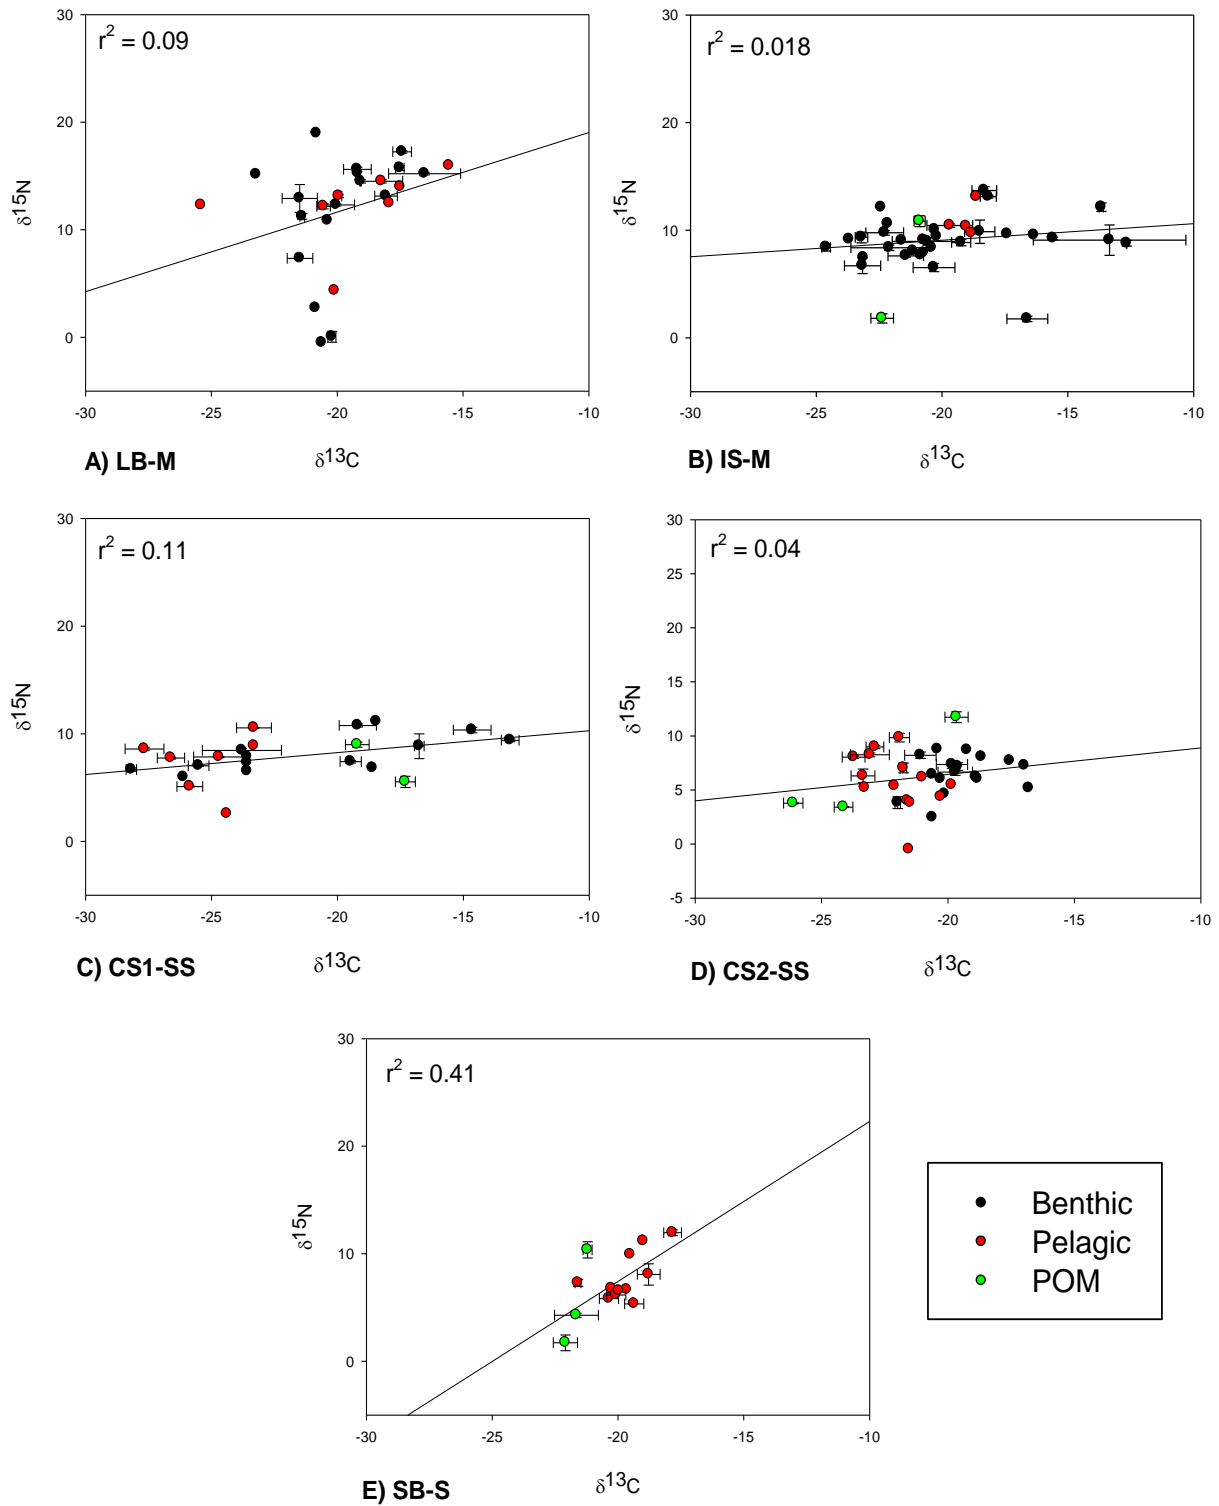 r² = 0.09
30
20
10
0
δ¹⁵N
-30
-25
-20
-15
-10
A) LB-M
δ¹³C
r² = 0.018
30
20
10
0
δ¹⁵N
-30
-25
-20
-15
-10
B) IS-M
δ¹³C
r² = 0.11
30
20
10
0
δ¹⁵N
-30
-25
-20
-15
-10
C) CS1-SS
δ¹³C
r² = 0.04
30
25
20
15
10
5
0
-5
δ¹⁵N
-30
-25
-20
-15
-10
D) CS2-SS
δ¹³C
r² = 0.41
30
20
10
0
δ¹⁵N
-30
-25
-20
-15
-10
E) SB-S
δ¹³C
Benthic
Pelagic
POM